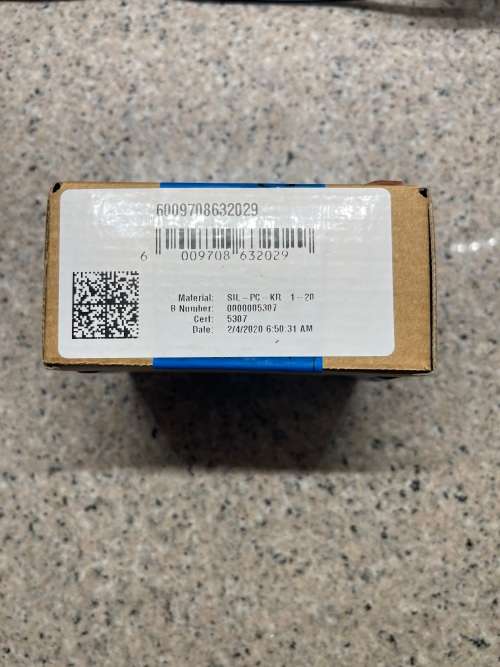 6009708632029
6 009708 632029
Material: SIL-PC-KR 1-20
B Number: 0000005307
Cert: 5307
Date: 2/4/2020 6:50:31 AM